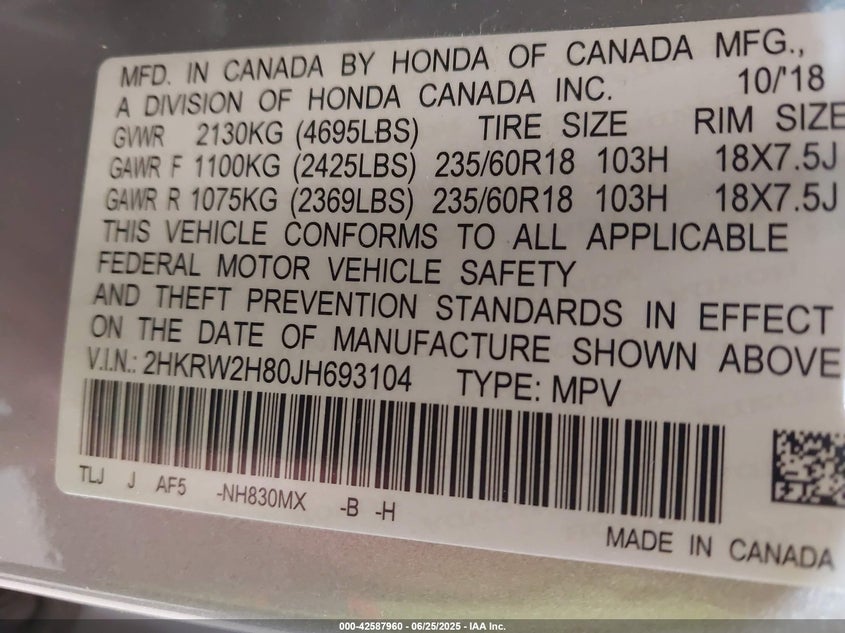 MFD. IN CANADA BY HONDA OF CANADA MFG.,
A DIVISION OF HONDA CANADA INC. 10/'18
GVWR 2130KG (4695LBS) TIRE SIZE RIM SIZE
GAWR F 1100KG (2425LBS) 235/60R18 103H 18X7.5J
GAWR R 1075KG (2369LBS) 235/60R18 103H 18X7.5J
THIS VEHICLE CONFORMS TO ALL APPLICABLE
FEDERAL MOTOR VEHICLE SAFETY
AND THEFT PREVENTION STANDARDS IN EFFECT
ON THE DATE OF MANUFACTURE SHOWN ABOVE
V.I.N.: 2HKRW2H80JH693104 TYPE: MPV
TLJ J AF5 -NH830MX -B -H
MADE IN CANADA
000-42587960 - 06/25/2025 - IAA Inc.